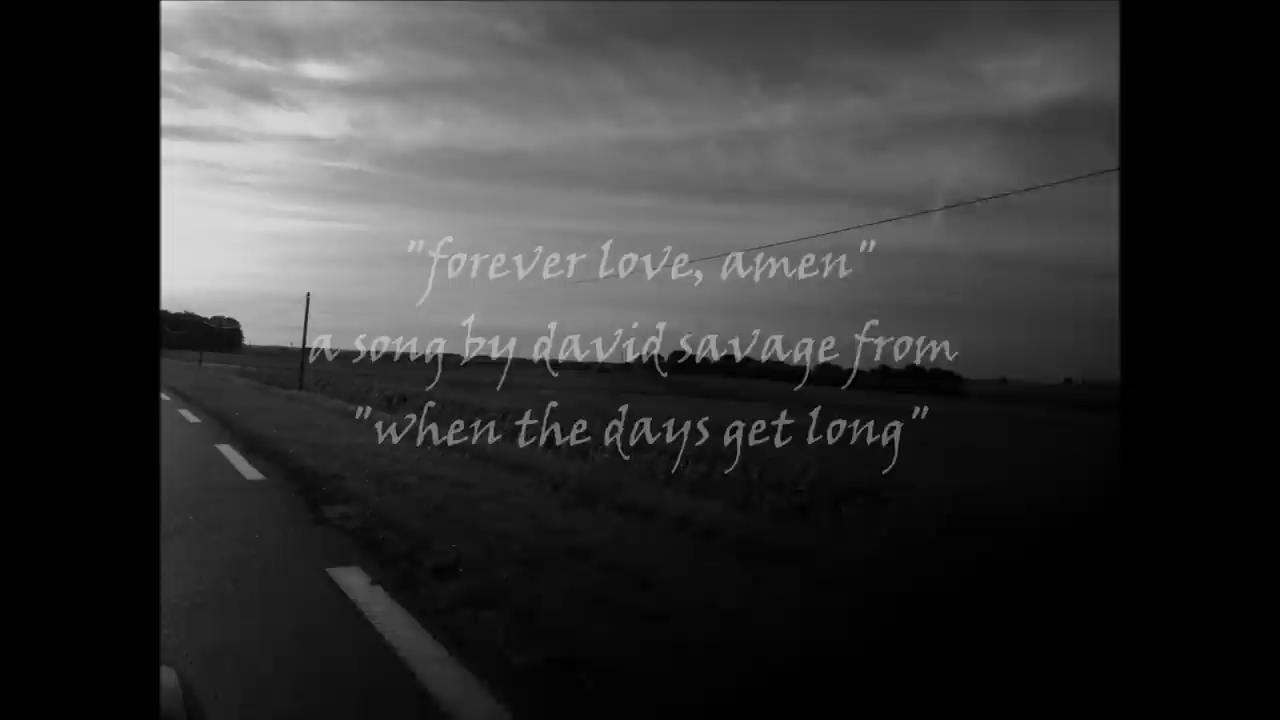 "forever love, amen"
a song by david savage from
"when the days get long"